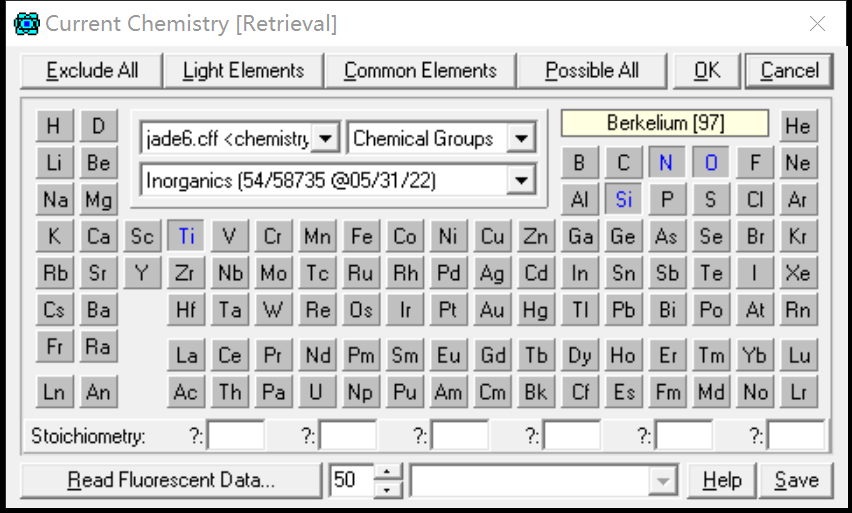 Current Chemistry [Retrieval]
Exclude All Light Elements Common Elements Possible All OK Cancel
H D jade6.cff <chemistry Chemical Groups Berkelium [97] He
Li Be B C N O F Ne
Inorganics (54/58735 @05/31/22)
Na Mg Al Si P S Cl Ar
K Ca Sc Ti V Cr Mn Fe Co Ni Cu Zn Ga Ge As Se Br Kr
Rb Sr Y Zr Nb Mo Tc Ru Rh Pd Ag Cd In Sn Sb Te I Xe
Cs Ba Hf Ta W Re Os Ir Pt Au Hg Tl Pb Bi Po At Rn
Fr Ra La Ce Pr Nd Pm Sm Eu Gd Tb Dy Ho Er Tm Yb Lu
Ln An Ac Th Pa U Np Pu Am Cm Bk Cf Es Fm Md No Lr
Stoichiometry: ?: ?: ?: ?: ?: ?:
Read Fluorescent Data... 50 Help Save